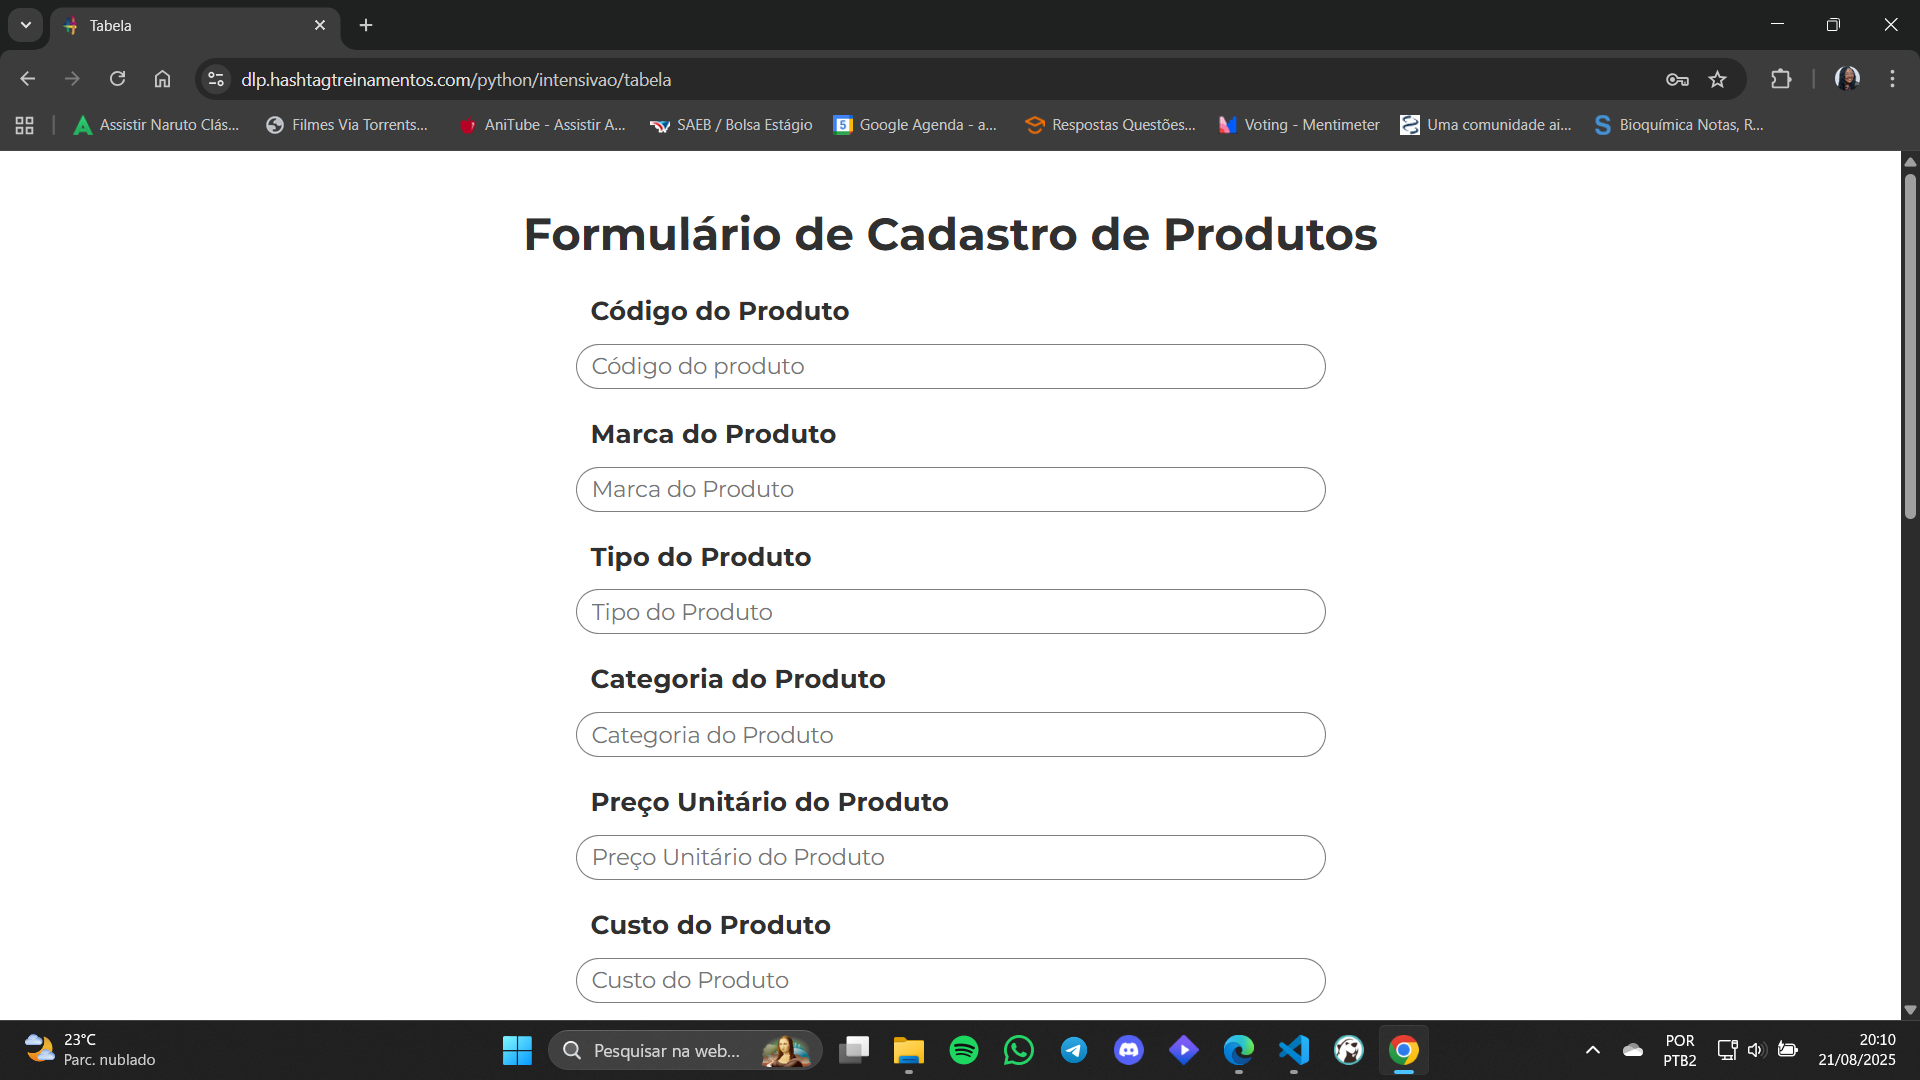 Tabela
dlp.hashtagtreinamentos.com/python/intensivao/tabela
Assistir Naruto Clás...
Filmes Via Torrents...
AniTube - Assistir A...
SAEB / Bolsa Estágio
5
Google Agenda - a...
Respostas Questões...
Voting - Mentimeter
Uma comunidade ai...
S
Bioquímica Notas, R...
Formulário de Cadastro de Produtos
Código do Produto
Código do produto
Marca do Produto
Marca do Produto
Tipo do Produto
Tipo do Produto
Categoria do Produto
Categoria do Produto
Preço Unitário do Produto
Preço Unitário do Produto
Custo do Produto
Custo do Produto
23°C
Parc. nublado
Pesquisar na web...
POR
PTB2
20:10
21/08/2025